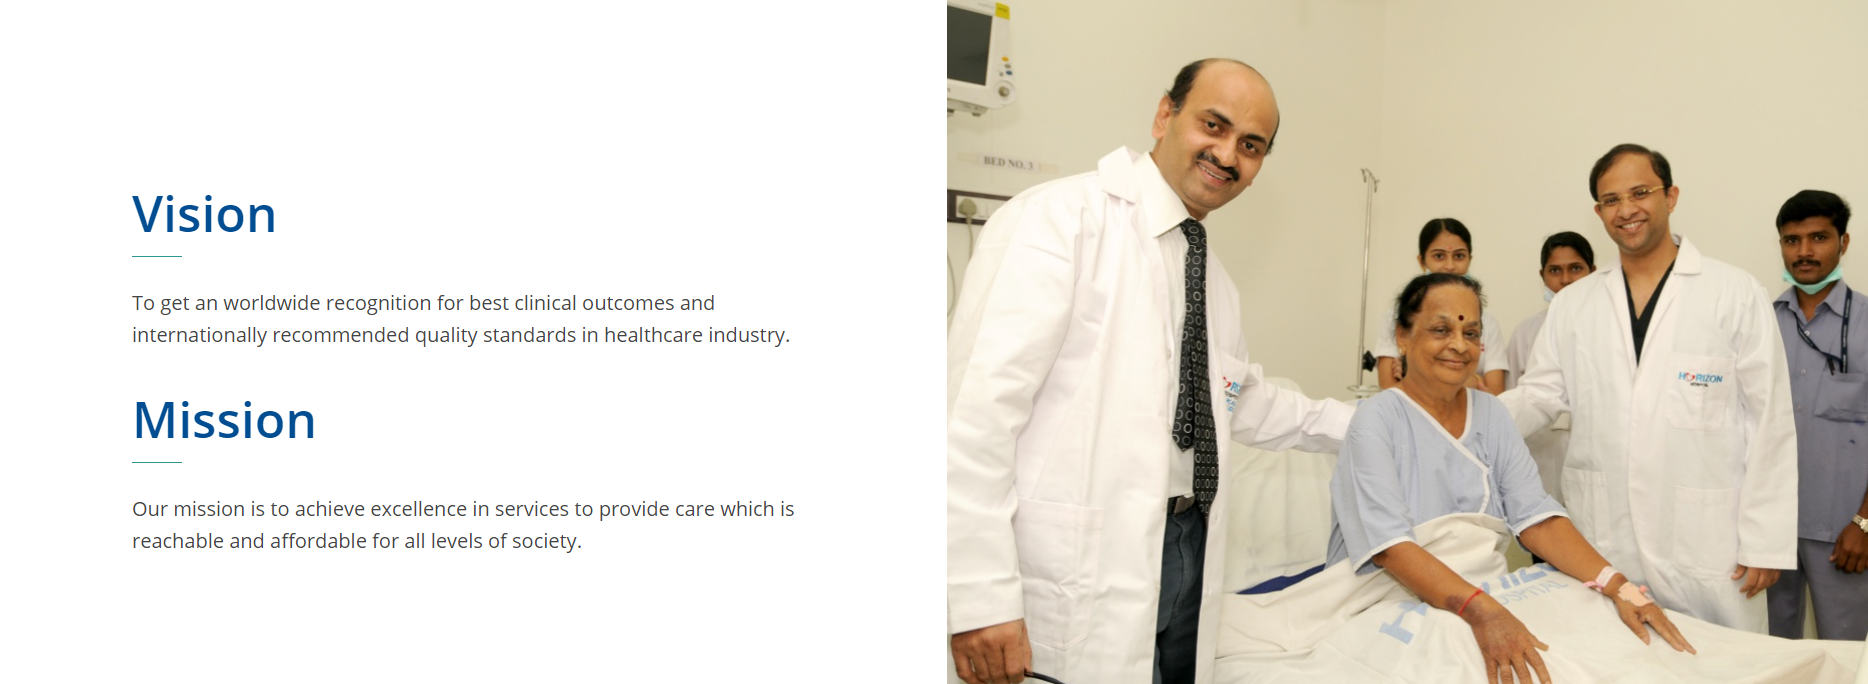 Vision
To get an worldwide recognition for best clinical outcomes and
internationally recommended quality standards in healthcare industry.
Mission
Our mission is to achieve excellence in services to provide care which is
reachable and affordable for all levels of society.
BED NO. 3
HORIZON
HOSPITAL